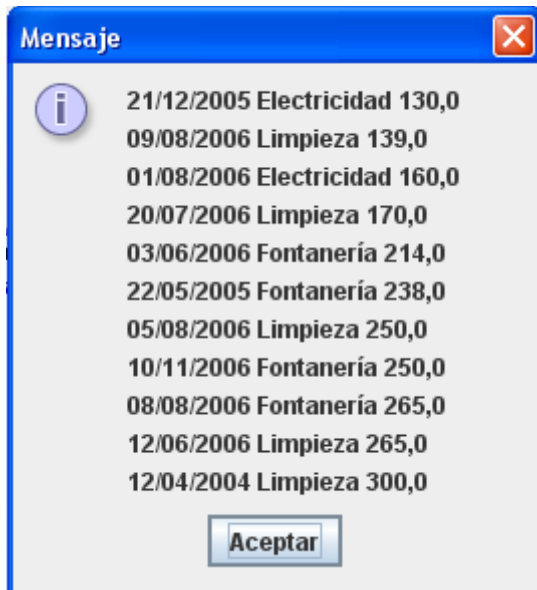 Mensaje
21/12/2005 Electricidad 130,0
09/08/2006 Limpieza 139,0
01/08/2006 Electricidad 160,0
20/07/2006 Limpieza 170,0
03/06/2006 Fontanería 214,0
22/05/2005 Fontanería 238,0
05/08/2006 Limpieza 250,0
10/11/2006 Fontanería 250,0
08/08/2006 Fontanería 265,0
12/06/2006 Limpieza 265,0
12/04/2004 Limpieza 300,0
Aceptar